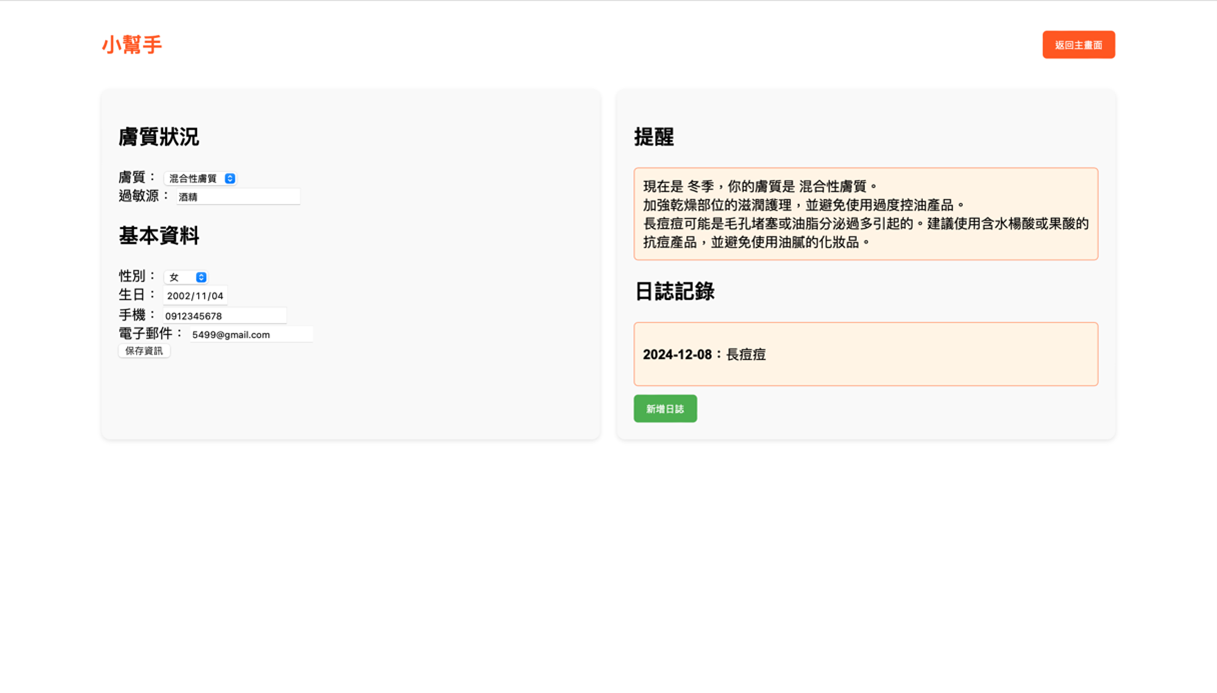 小幫手
返回主畫面
膚質狀況
膚質： 混合性膚質
過敏源： 酒精
基本資料
性別： 女
生日： 2002/11/04
手機： 0912345678
電子郵件： 5499@gmail.com
保存資訊
提醒
現在是 冬季，你的膚質是 混合性膚質。
加強乾燥部位的滋潤護理，並避免使用過度控油產品。
長痘痘可能是毛孔堵塞或油脂分泌過多引起的。建議使用含水楊酸或果酸的
抗痘產品，並避免使用油膩的化妝品。
日誌記錄
2024-12-08：長痘痘
新增日誌